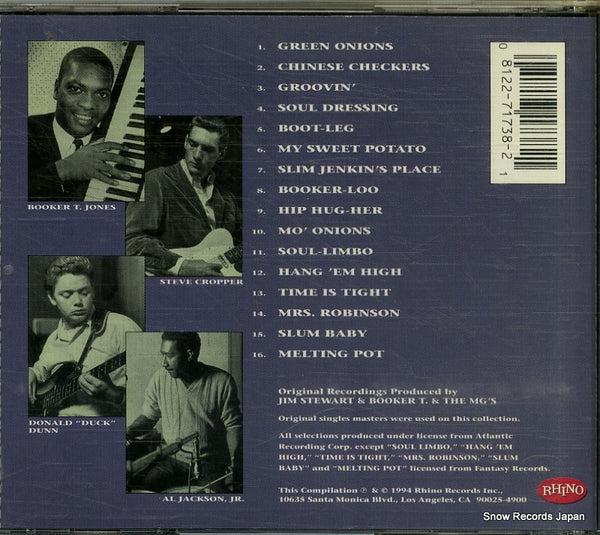 1. GREEN ONIONS
2. CHINESE CHECKERS
3. GROOVIN'
4. SOUL DRESSING
5. BOOT-LEG
6. MY SWEET POTATO
7. SLIM JENKIN'S PLACE
8. BOOKER-LOO
9. HIP HUG-HER
10. MO' ONIONS
11. SOUL-LIMBO
12. HANG 'EM HIGH
13. TIME IS TIGHT
14. MRS. ROBINSON
15. SLUM BABY
16. MELTING POT
BOOKER T. JONES
STEVE CROPPER
DONALD "DUCK"
DUNN
AL JACKSON, JR.
Original Recordings Produced by
JIM STEWART & BOOKER T. & THE MG'S
Original singles masters were used on this collection.
All selections produced under license from Atlantic
Recording Corp. except "SOUL LIMBO," "HANG 'EM
HIGH," "TIME IS TIGHT," "MRS. ROBINSON," "SLUM
BABY" and "MELTING POT" licensed from Fantasy Records.
This Compilation ℗ & © 1994 Rhino Records Inc.,
10635 Santa Monica Blvd., Los Angeles, CA 90025-4900
0 8122-71738-2 1
RHINO
Snow Records Japan